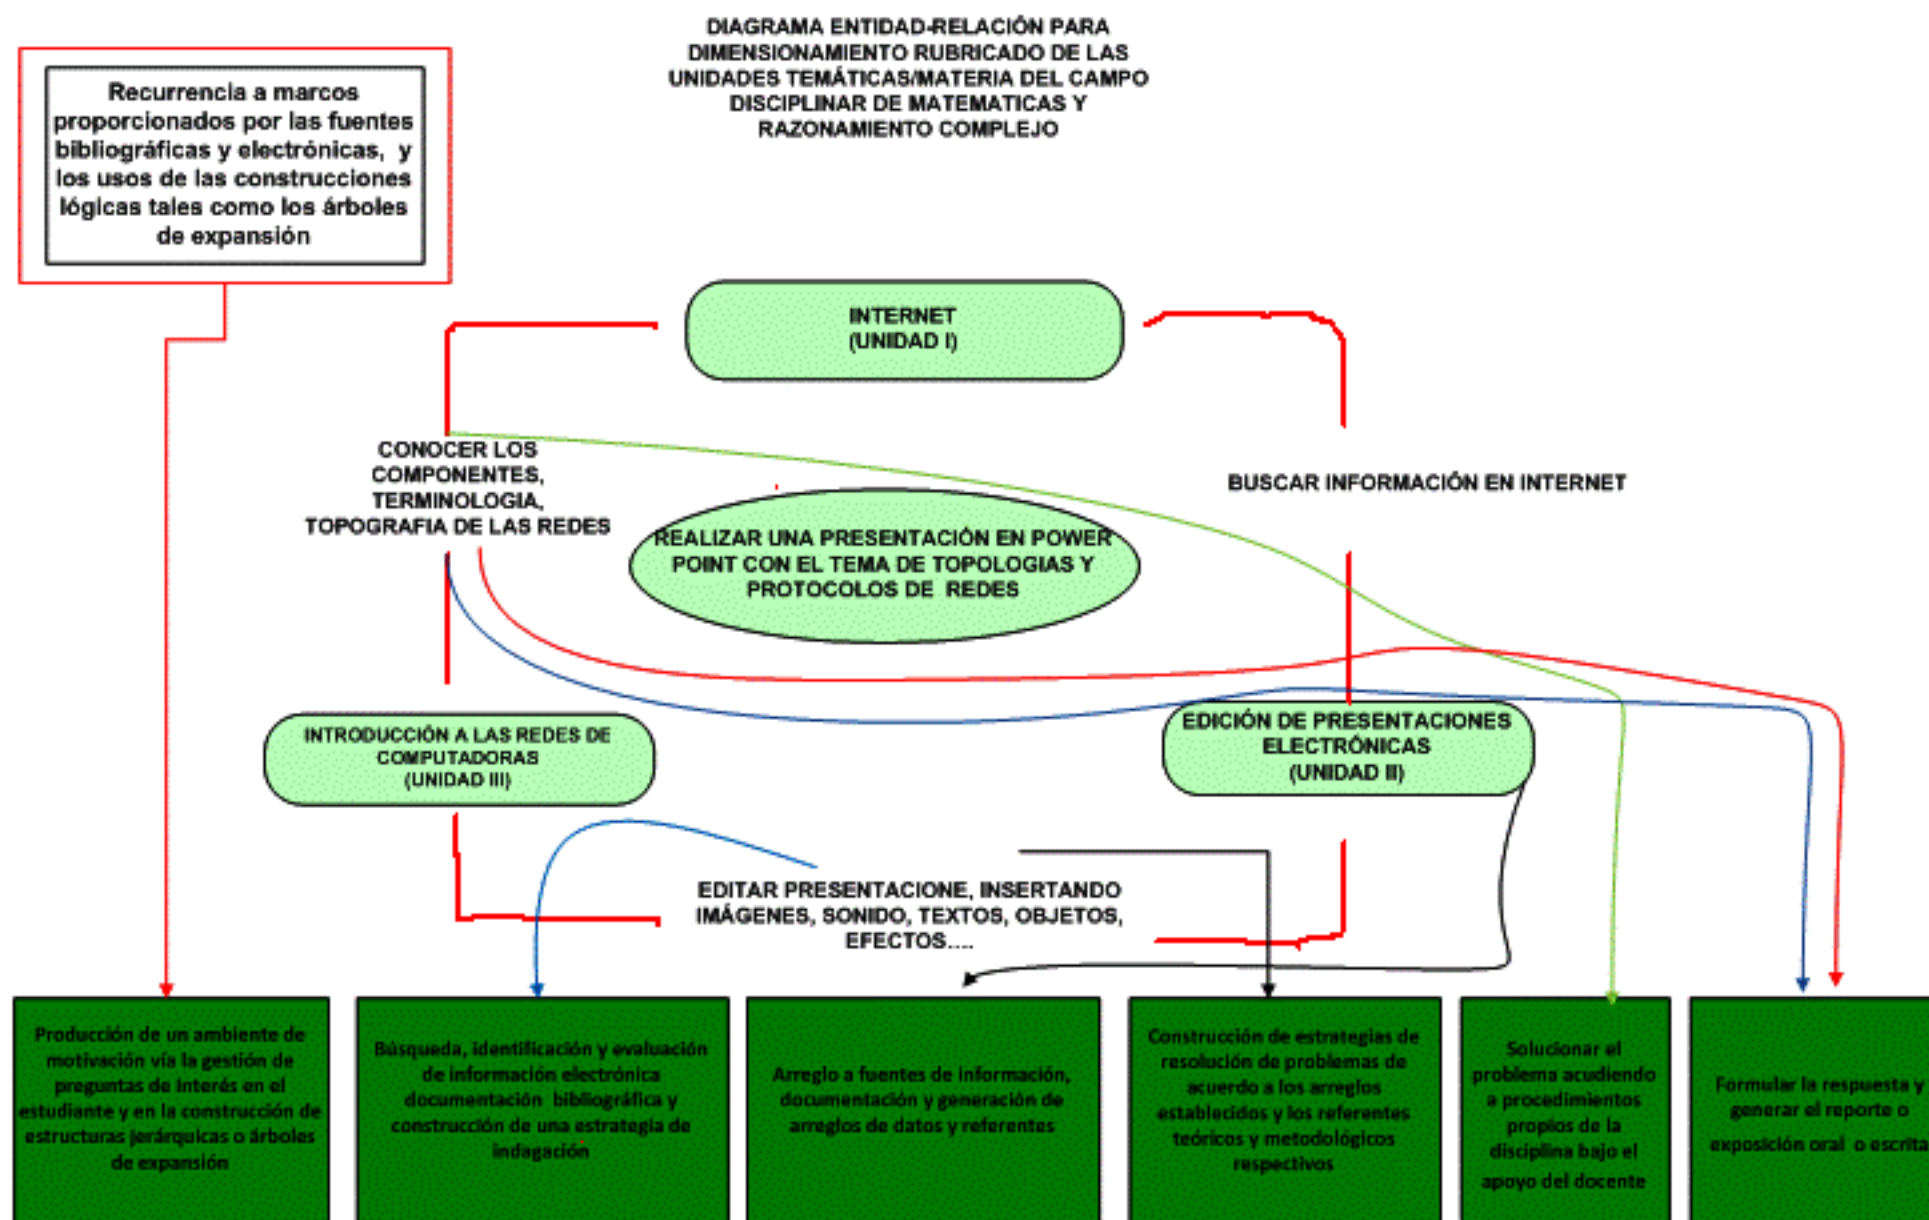 DIAGRAMA ENTIDAD-RELACIÓN PARA
DIMENSIONAMIENTO RUBRICADO DE LAS
UNIDADES TEMÁTICAS/MATERIA DEL CAMPO
DISCIPLINAR DE MATEMATICAS Y
RAZONAMIENTO COMPLEJO
Recurrencia a marcos
proporcionados por las fuentes
bibliográficas y electrónicas, y
los usos de las construcciones
lógicas tales como los árboles
de expansión
INTERNET
(UNIDAD I)
CONOCER LOS
COMPONENTES,
TERMINOLOGIA,
TOPOGRAFIA DE LAS REDES
BUSCAR INFORMACIÓN EN INTERNET
REALIZAR UNA PRESENTACIÓN EN POWER
POINT CON EL TEMA DE TOPOLOGIAS Y
PROTOCOLOS DE REDES
INTRODUCCIÓN A LAS REDES DE
COMPUTADORAS
(UNIDAD III)
EDICIÓN DE PRESENTACIONES
ELECTRÓNICAS
(UNIDAD II)
EDITAR PRESENTACIONE, INSERTANDO
IMÁGENES, SONIDO, TEXTOS, OBJETOS,
EFECTOS....
Producción de un ambiente de
motivación vía la gestión de
preguntas de interés en el
estudiante y en la construcción de
estructuras jerárquicas o árboles
de expansión
Búsqueda, identificación y evaluación
de información electrónica
documentación bibliográfica y
construcción de una estrategia de
indagación
Arreglo a fuentes de información,
documentación y generación de
arreglos de datos y referentes
Construcción de estrategias de
resolución de problemas de
acuerdo a los arreglos
establecidos y los referentes
teóricos y metodológicos
respectivos
Solucionar el
problema acudiendo
a procedimientos
propios de la
disciplina bajo el
apoyo del docente
Formular la respuesta y
generar el reporte o
exposición oral o escrita